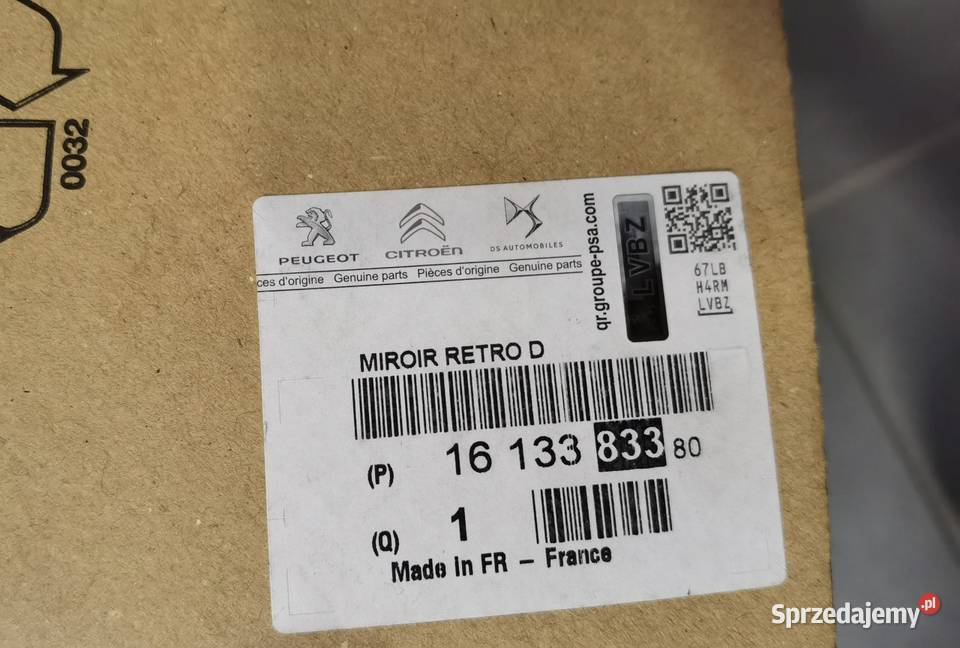 0032
PEUGEOT
CITROËN
DS AUTOMOBILES
ces d'origine Genuine parts Pièces d'origine Genuine parts
qr.groupe-psa.com
LVBZ
67LB
H4RM
LVBZ
MIROIR RETRO D
(P) 16 133 833 80
(Q) 1
Made in FR – France
Sprzedajemy.pl